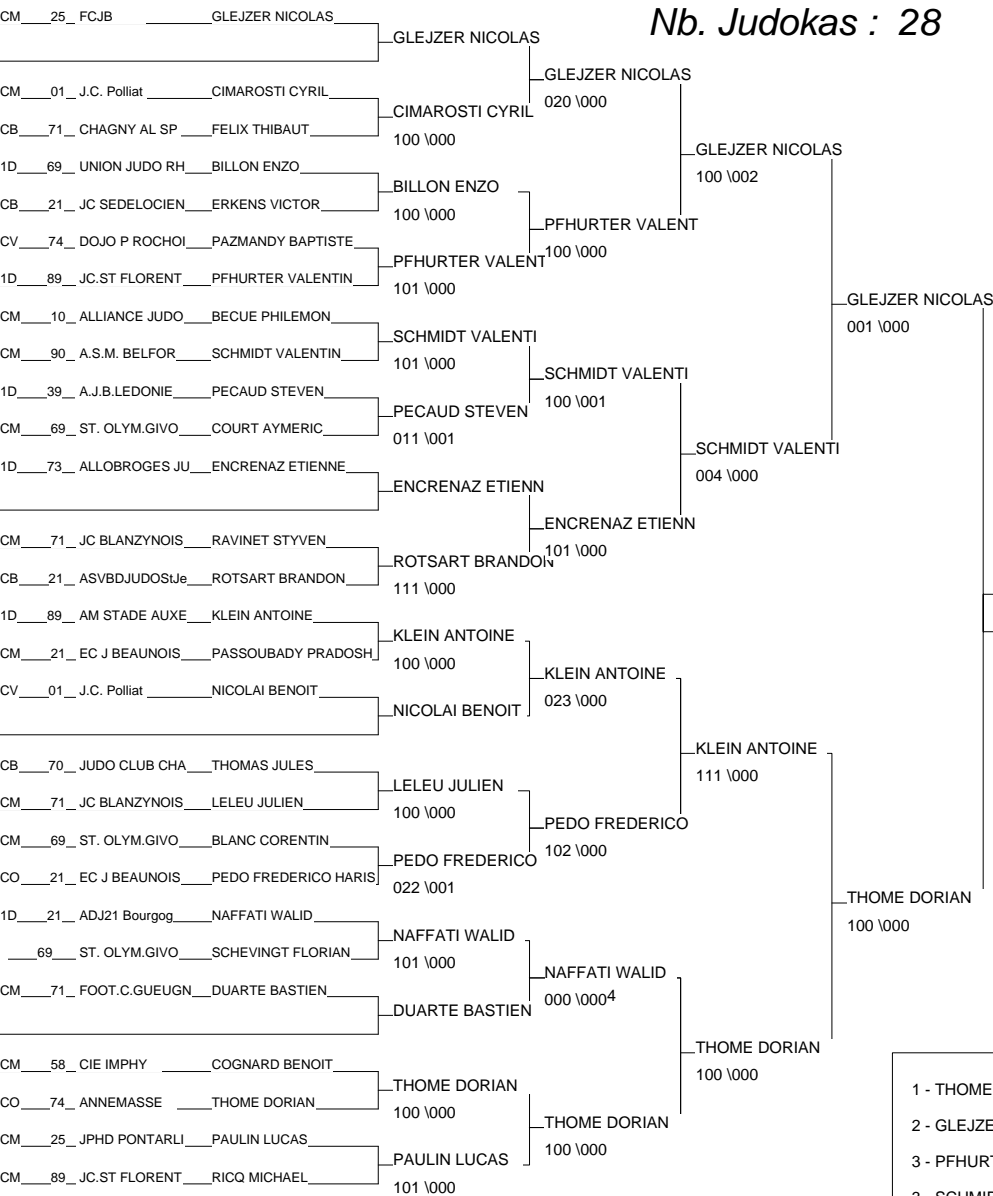 Nb. Judokas : 28
CM 25 FCJB GLEJZER NICOLAS
CM 01 J.C. Polliat CIMAROSTI CYRIL
CB 71 CHAGNY AL SP FELIX THIBAUT
1D 69 UNION JUDO RH BILLON ENZO
CB 21 JC SEDELOCIEN ERKENS VICTOR
CV 74 DOJO P ROCHOI PAZMANDY BAPTISTE
1D 89 JC.ST FLORENT PFHURTER VALENTIN
CM 10 ALLIANCE JUDO BECUE PHILEMON
CM 90 A.S.M. BELFOR SCHMIDT VALENTIN
1D 39 A.J.B.LEDONIE PECAUD STEVEN
CM 69 ST. OLYM.GIVO COURT AYMERIC
1D 73 ALLOBROGES JU ENCRENAZ ETIENNE
CM 71 JC BLANZYNOIS RAVINET STYVEN
CB 21 ASVBDJUDOStJe ROTSART BRANDON
1D 89 AM STADE AUXE KLEIN ANTOINE
CM 21 EC J BEAUNOIS PASSOUBADY PRADOSH
CV 01 J.C. Polliat NICOLAI BENOIT
CB 70 JUDO CLUB CHA THOMAS JULES
CM 71 JC BLANZYNOIS LELEU JULIEN
CM 69 ST. OLYM.GIVO BLANC CORENTIN
CO 21 EC J BEAUNOIS PEDO FREDERICO HARIS
1D 21 ADJ21 Bourgog NAFFATI WALID
69 ST. OLYM.GIVO SCHEVINGT FLORIAN
CM 71 FOOT.C.GUEUGN DUARTE BASTIEN
CM 58 CIE IMPHY COGNARD BENOIT
CO 74 ANNEMASSE THOME DORIAN
CM 25 JPHD PONTARLI PAULIN LUCAS
CM 89 JC.ST FLORENT RICQ MICHAEL
GLEJZER NICOLAS
CIMAROSTI CYRIL
100 \000
BILLON ENZO
100 \000
PFHURTER VALENT
101 \000
SCHMIDT VALENTI
101 \000
PECAUD STEVEN
011 \001
ENCRENAZ ETIENN
ROTSART BRANDON
111 \000
KLEIN ANTOINE
100 \000
NICOLAI BENOIT
LELEU JULIEN
100 \000
PEDO FREDERICO
022 \001
NAFFATI WALID
101 \000
DUARTE BASTIEN
THOME DORIAN
100 \000
PAULIN LUCAS
101 \000
GLEJZER NICOLAS
020 \000
PFHURTER VALENT
100 \000
SCHMIDT VALENTI
100 \001
ENCRENAZ ETIENN
101 \000
KLEIN ANTOINE
023 \000
PEDO FREDERICO
102 \000
NAFFATI WALID
000 \000 4
THOME DORIAN
100 \000
GLEJZER NICOLAS
100 \002
SCHMIDT VALENTI
004 \000
KLEIN ANTOINE
111 \000
THOME DORIAN
100 \000
GLEJZER NICOLAS
001 \000
THOME DORIAN
100 \000
1 - THOME
2 - GLEJZE
3 - PFHURT